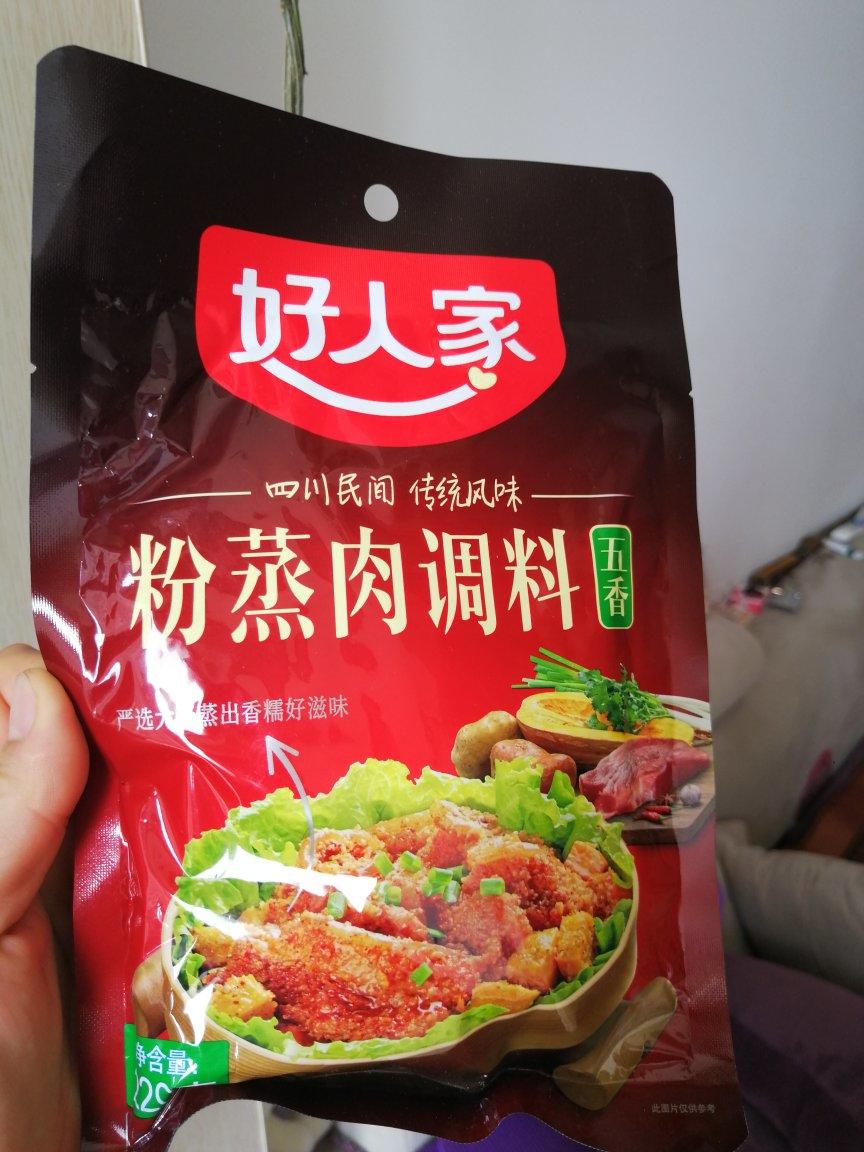 好人家
四川民间 传统风味
粉蒸肉调料
五香
严选 蒸出香糯好滋味
净含量
此图片仅供参考